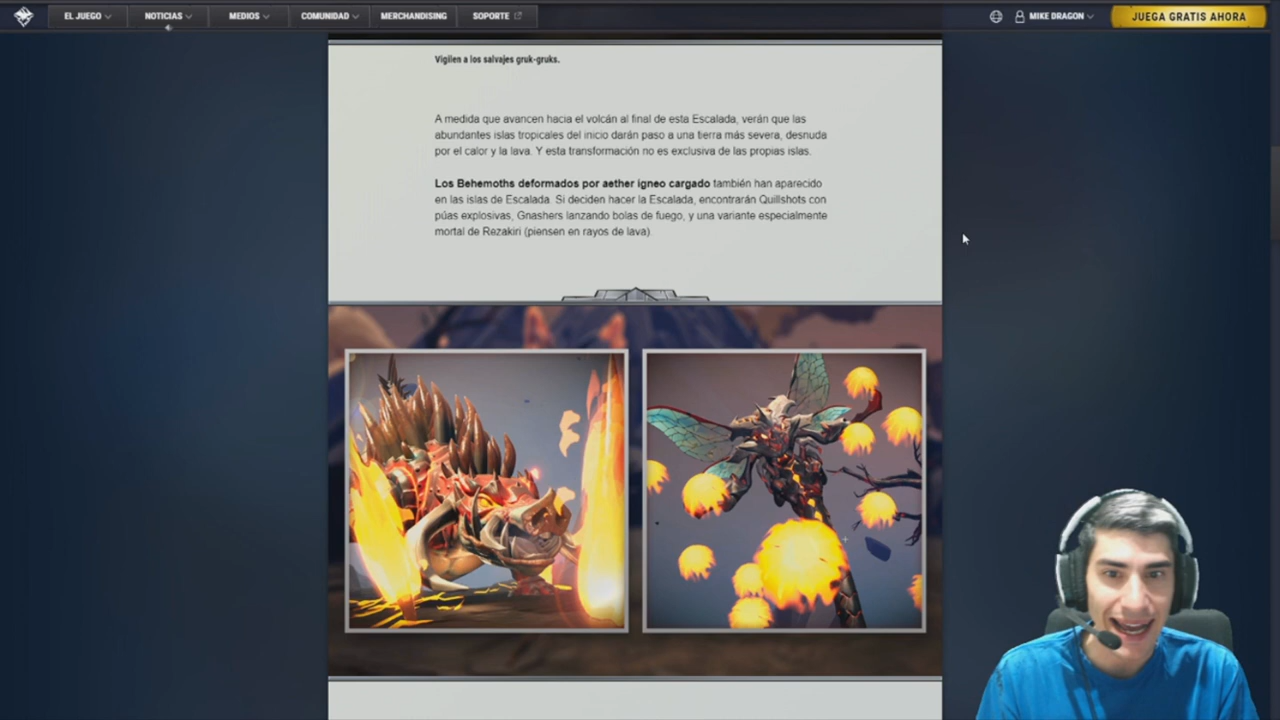 EL JUEGO
NOTICIAS
MEDIOS
COMUNIDAD
MERCHANDISING
SOPORTE
MIKE DRAGON
JUEGA GRATIS AHORA
Vigilen a los salvajes gruk-gruks.
A medida que avancen hacia el volcán al final de esta Escalada, verán que las
abundantes islas tropicales del inicio darán paso a una tierra más severa, desnuda
por el calor y la lava. Y esta transformación no es exclusiva de las propias islas.
Los Behemoths deformados por aether ígneo cargado también han aparecido
en las islas de Escalada. Si deciden hacer la Escalada, encontrarán Quillshots con
púas explosivas, Gnashers lanzando bolas de fuego, y una variante especialmente
mortal de Rezakiri (piensen en rayos de lava).